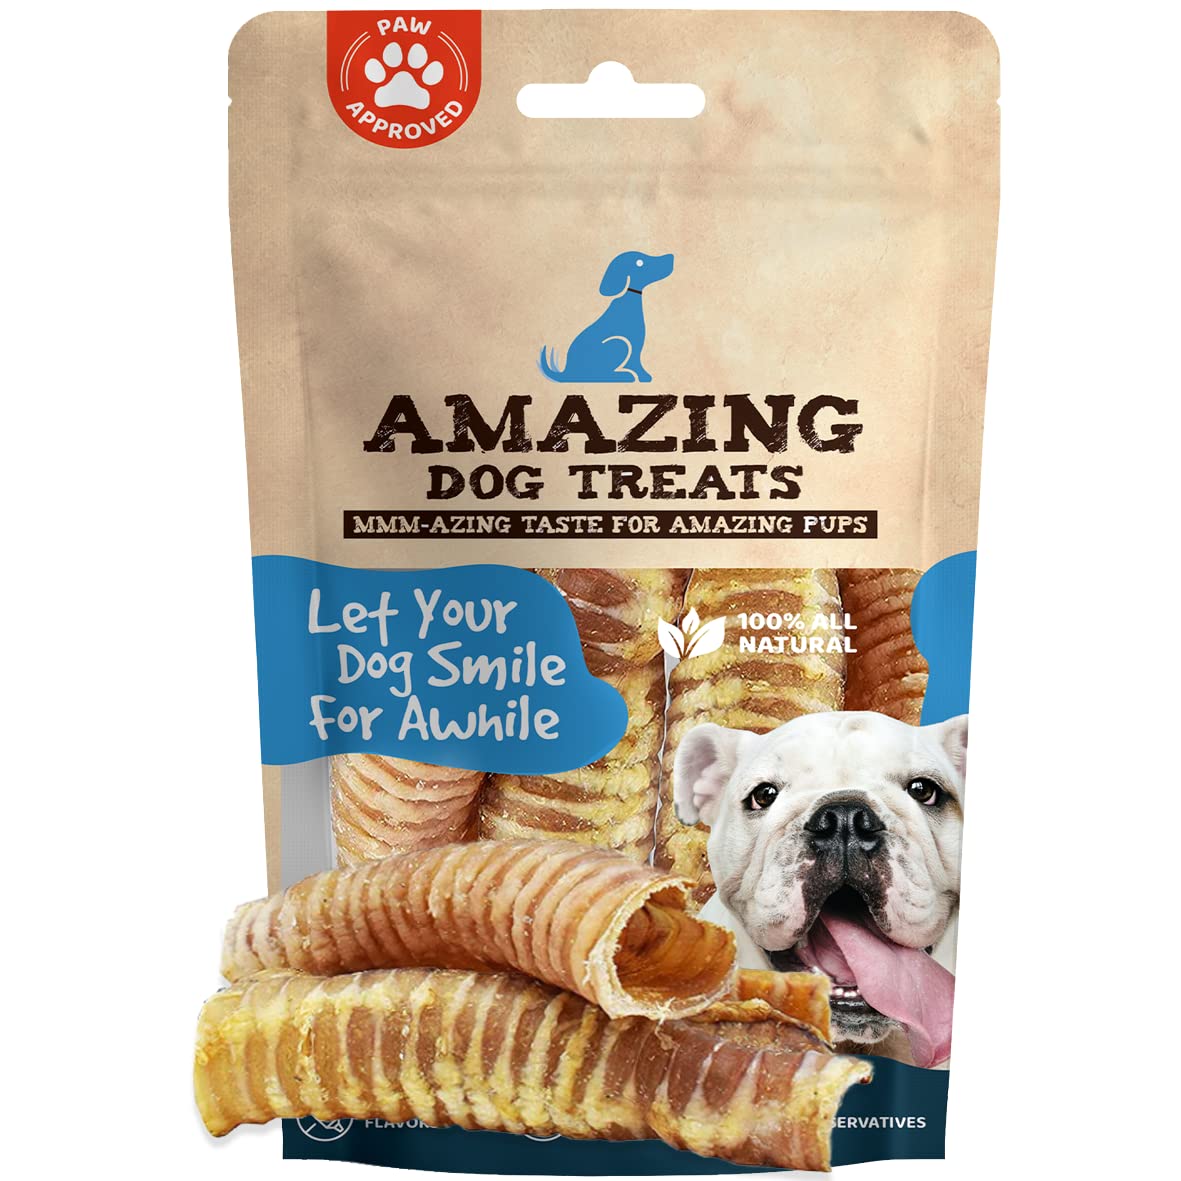 PAW
APPROVED
AMAZING
DOG TREATS
MMM-AZING TASTE FOR AMAZING PUPS
Let Your
Dog Smile
For Awhile
100% ALL
NATURAL